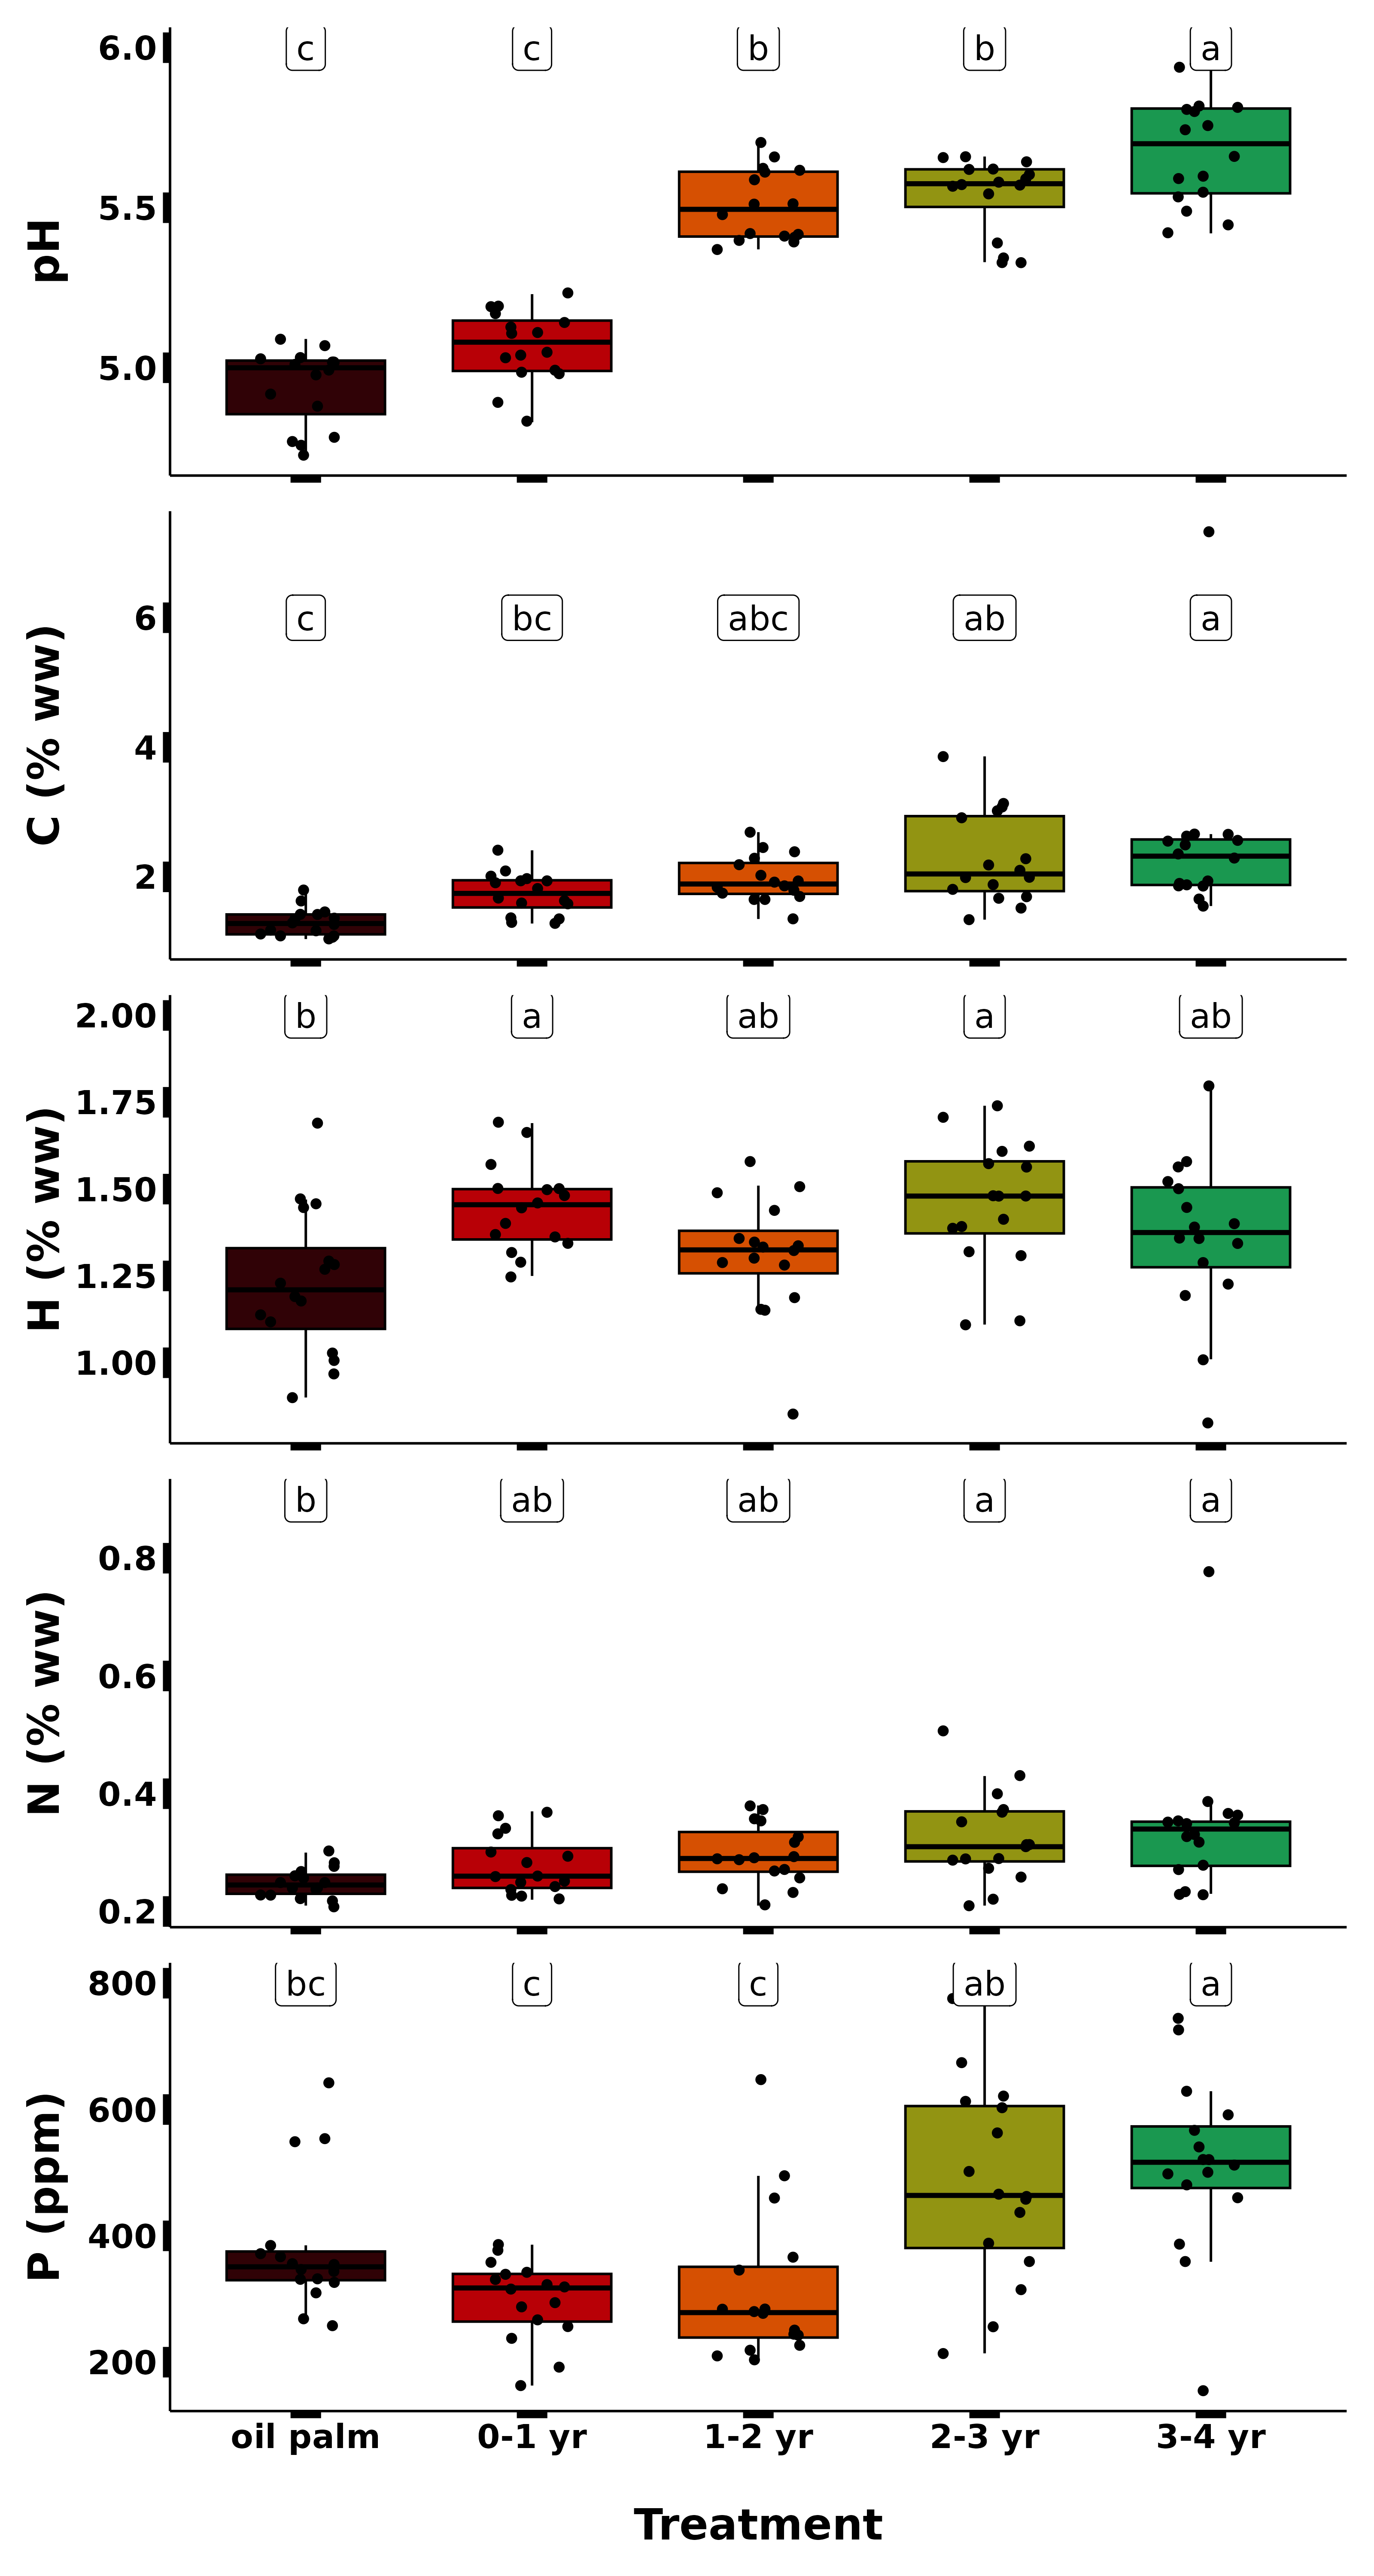 pH
6.0
5.5
5.0
c c b b a
C (% ww)
6
4
2
c bc abc ab a
H (% ww)
2.00
1.75
1.50
1.25
1.00
b a ab a ab
N (% ww)
0.8
0.6
0.4
0.2
b ab ab a a
P (ppm)
800
600
400
200
bc c c ab a
oil palm 0-1 yr 1-2 yr 2-3 yr 3-4 yr
Treatment